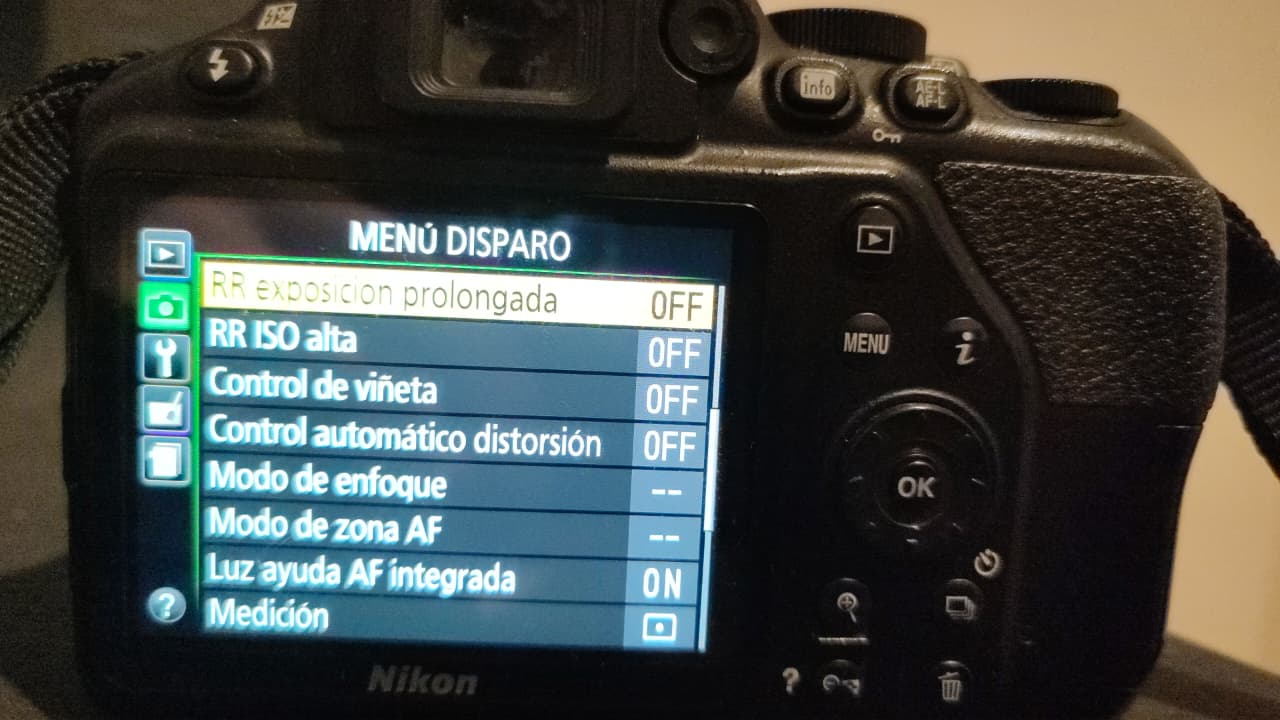 info
AE-L
AF-L
MENÚ DISPARO
RR exposicion prolongada OFF
RR ISO alta OFF
Control de viñeta OFF
Control automático distorsión OFF
Modo de enfoque --
Modo de zona AF --
Luz ayuda AF integrada ON
Medición
?
MENU
i
OK
?
Nikon